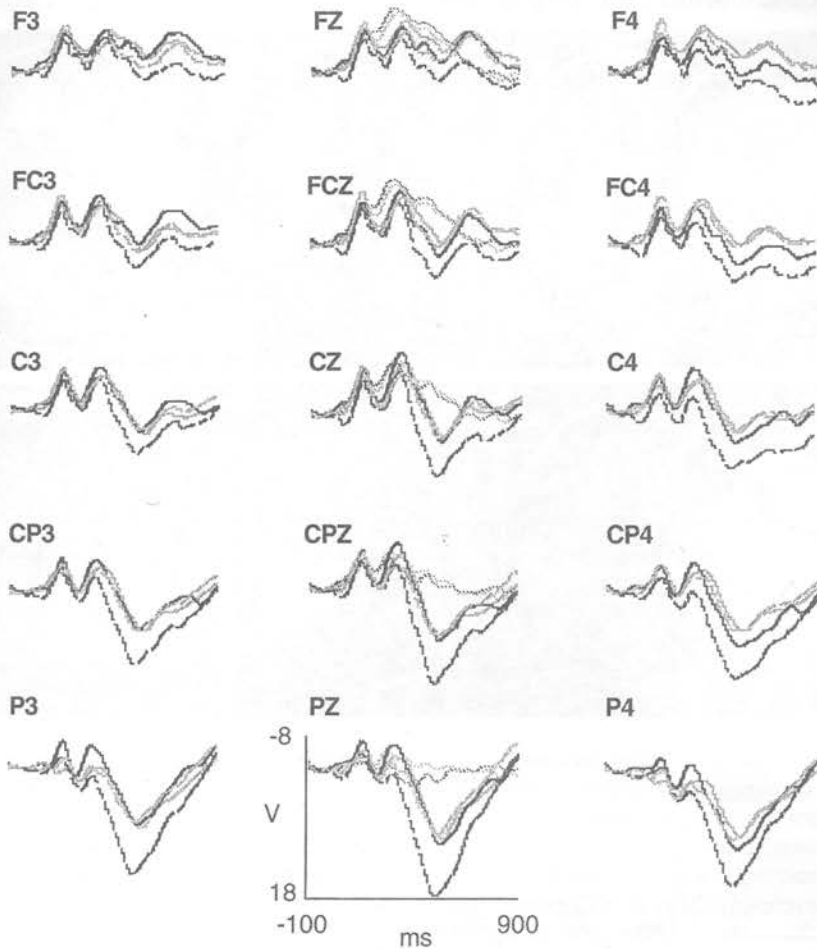 F3 FZ F4
FC3 FCZ FC4
C3 CZ C4
CP3 CPZ CP4
P3 PZ P4
-8
V
18
-100 900
ms